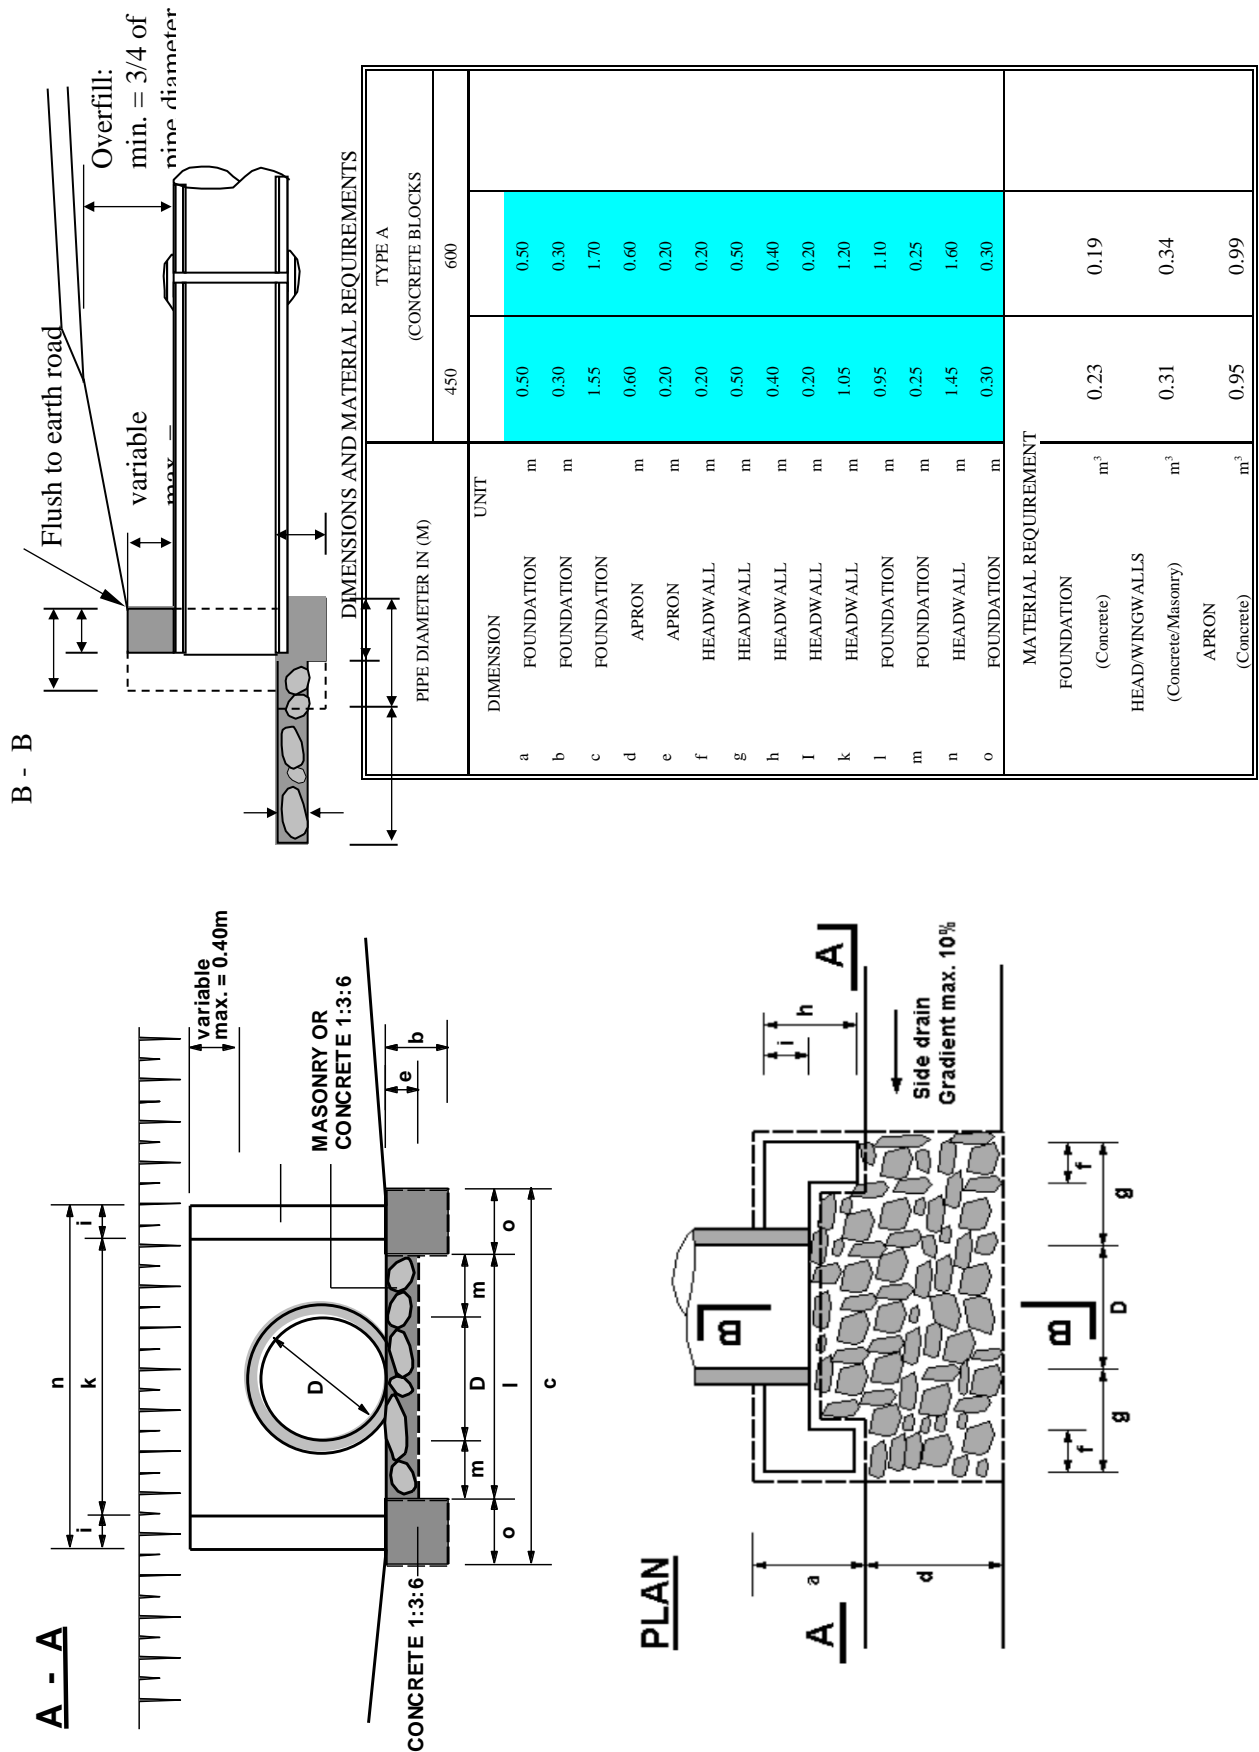 A - A
n
i
k
i
variable
max. = 0.40m
MASONRY OR
CONCRETE 1:3:6
D
e
b
m
D
m
o
l
o
c
CONCRETE 1:3:6
B - B
Flush to earth road
Overfill:
min. = 3/4 of
pipe diameter
variable
max. =
PLAN
A
A
a
d
B
B
i
h
Side drain
Gradient max. 10%
f
f
g
D
g
DIMENSIONS AND MATERIAL REQUIREMENTS
PIPE DIAMETER IN (M)
TYPE A
(CONCRETE BLOCKS
450 600
DIMENSION UNIT
a FOUNDATION m 0.50 0.50
b FOUNDATION m 0.30 0.30
c FOUNDATION 1.55 1.70
d APRON m 0.60 0.60
e APRON m 0.20 0.20
f HEADWALL m 0.20 0.20
g HEADWALL m 0.50 0.50
h HEADWALL m 0.40 0.40
I HEADWALL m 0.20 0.20
k HEADWALL m 1.05 1.20
l FOUNDATION m 0.95 1.10
m FOUNDATION m 0.25 0.25
n HEADWALL m 1.45 1.60
o FOUNDATION m 0.30 0.30
MATERIAL REQUIREMENT
FOUNDATION
(Concrete) m³ 0.23 0.19
HEAD/WINGWALLS
(Concrete/Masonry) m³ 0.31 0.34
APRON
(Concrete) m³ 0.95 0.99